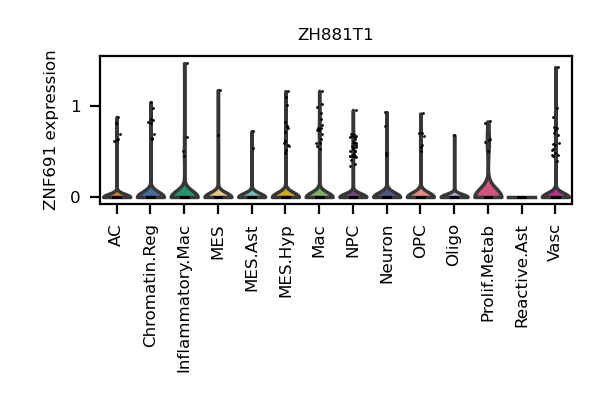 ZH881T1
ZNF691 expression
1
0
AC
Chromatin.Reg
Inflammatory.Mac
MES
MES.Ast
MES.Hyp
Mac
NPC
Neuron
OPC
Oligo
Prolif.Metab
Reactive.Ast
Vasc